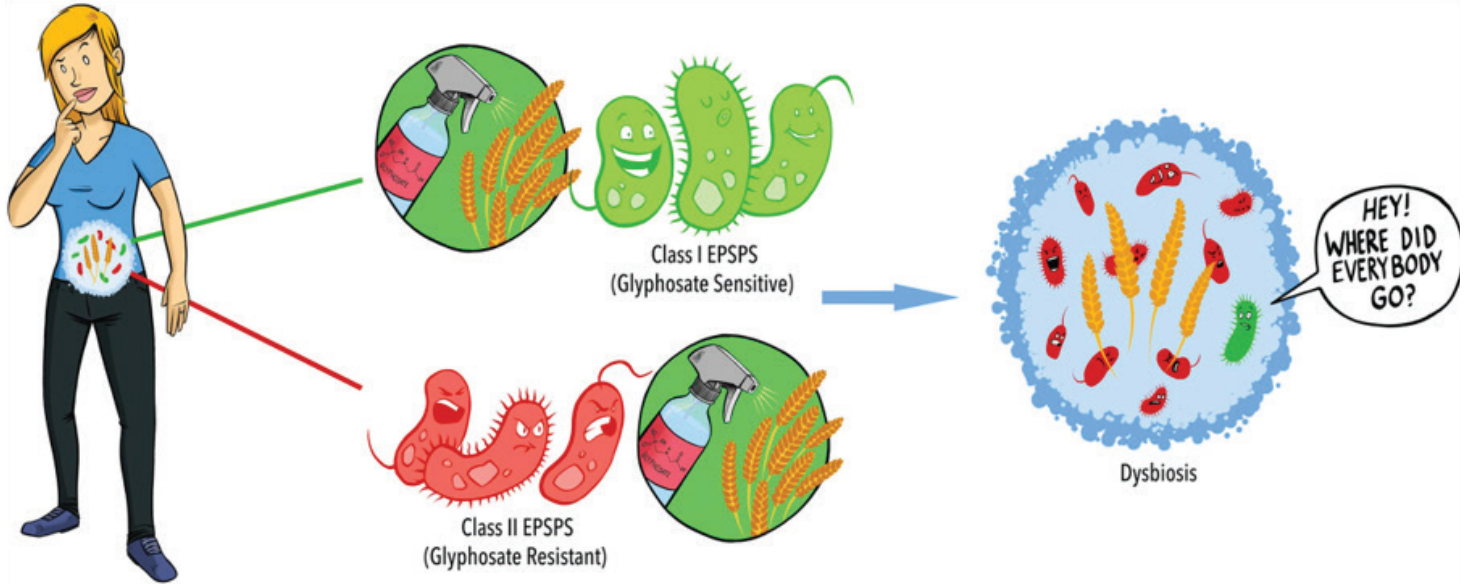 Class I EPSPS
(Glyphosate Sensitive)
Class II EPSPS
(Glyphosate Resistant)
HEY!
WHERE DID
EVERYBODY
GO?
Dysbiosis